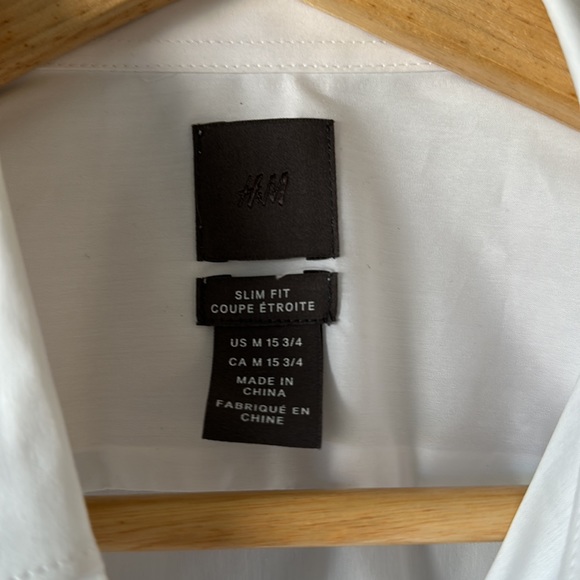 H&M
SLIM FIT
COUPE ÉTROITE
US M 15 3/4
CA M 15 3/4
MADE IN
CHINA
FABRIQUÉ EN
CHINE